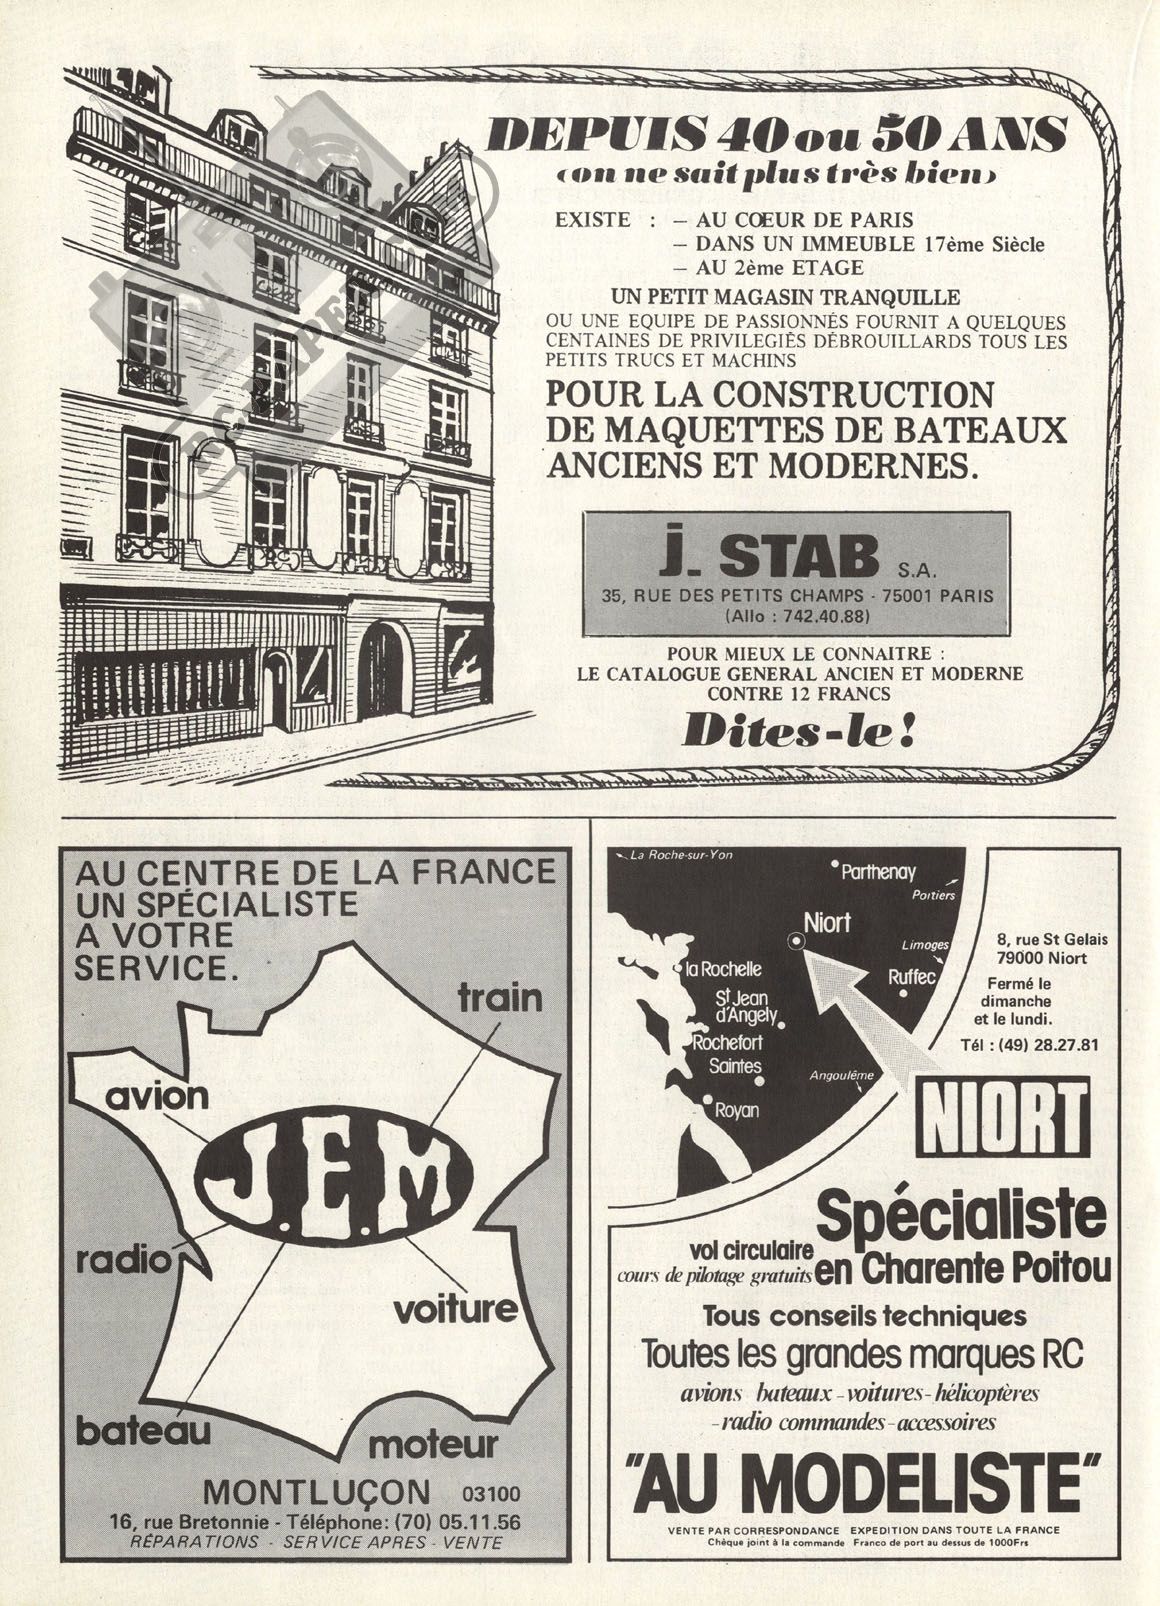 DEPUIS 40 ou 50 ANS
(on ne sait plus très bien)
EXISTE : – AU CŒUR DE PARIS
– DANS UN IMMEUBLE 17ème Siècle
– AU 2ème ETAGE
UN PETIT MAGASIN TRANQUILLE
OU UNE EQUIPE DE PASSIONNÉS FOURNIT A QUELQUES
CENTAINES DE PRIVILEGIÉS DÉBROUILLARDS TOUS LES
PETITS TRUCS ET MACHINS
POUR LA CONSTRUCTION
DE MAQUETTES DE BATEAUX
ANCIENS ET MODERNES.
j. STAB S.A.
35, RUE DES PETITS CHAMPS - 75001 PARIS
(Allo : 742.40.88)
POUR MIEUX LE CONNAITRE :
LE CATALOGUE GENERAL ANCIEN ET MODERNE
CONTRE 12 FRANCS
Dites-le !
AU CENTRE DE LA FRANCE
UN SPÉCIALISTE
A VOTRE
SERVICE.
train
avion
J.E.M
radio
voiture
bateau
moteur
MONTLUÇON 03100
16, rue Bretonnie - Téléphone: (70) 05.11.56
RÉPARATIONS - SERVICE APRES - VENTE
La Roche-sur-Yon
Parthenay
Poitiers
Niort
Limoges
la Rochelle
Ruffec
St Jean
d'Angely
Rochefort
Saintes
Angoulême
Royan
8, rue St Gelais
79000 Niort
Fermé le
dimanche
et le lundi.
Tél : (49) 28.27.81
NIORT
Spécialiste
vol circulaire
cours de pilotage gratuits
en Charente Poitou
Tous conseils techniques
Toutes les grandes marques RC
avions bateaux - voitures - hélicoptères
- radio commandes - accessoires
"AU MODELISTE"
VENTE PAR CORRESPONDANCE EXPEDITION DANS TOUTE LA FRANCE
Chèque joint à la commande Franco de port au dessus de 1000Frs